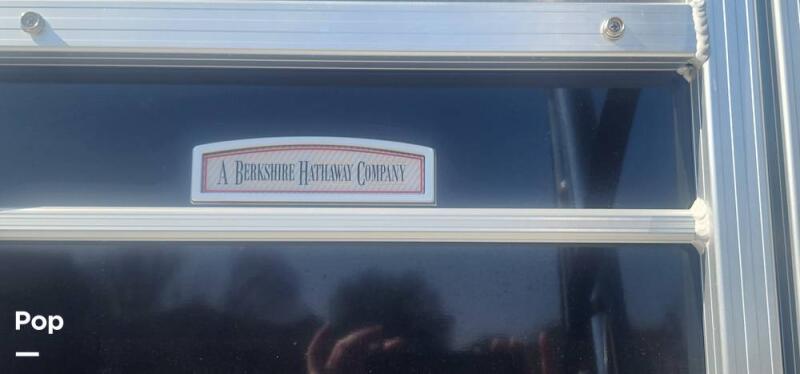 A BERKSHIRE HATHAWAY COMPANY
Pop